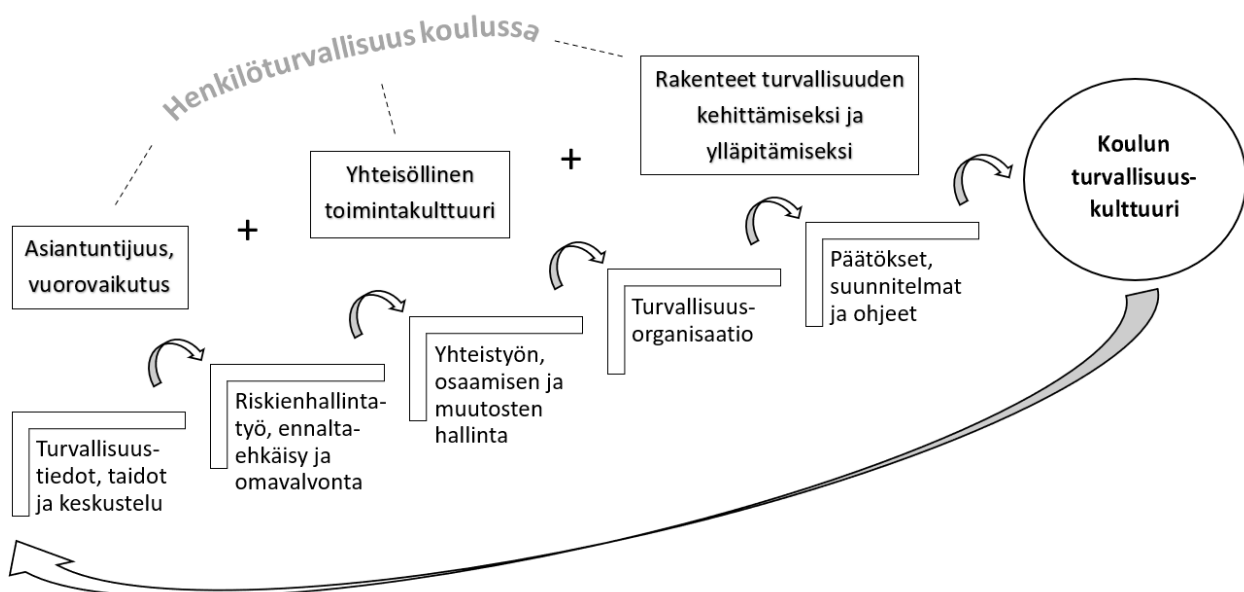 Henkilöturvallisuus koulussa
Asiantuntijuus,
vuorovaikutus
+
Yhteisöllinen
toimintakulttuuri
+
Rakenteet turvallisuuden
kehittämiseksi ja
ylläpitämiseksi
Koulun
turvallisuus-
kulttuuri
Turvallisuus-
tiedot, taidot
ja keskustelu
Riskienhallinta-
työ, ennalta-
ehkäisy ja
omavalvonta
Yhteistyön,
osaamisen ja
muutosten
hallinta
Turvallisuus-
organisaatio
Päätökset,
suunnitelmat
ja ohjeet